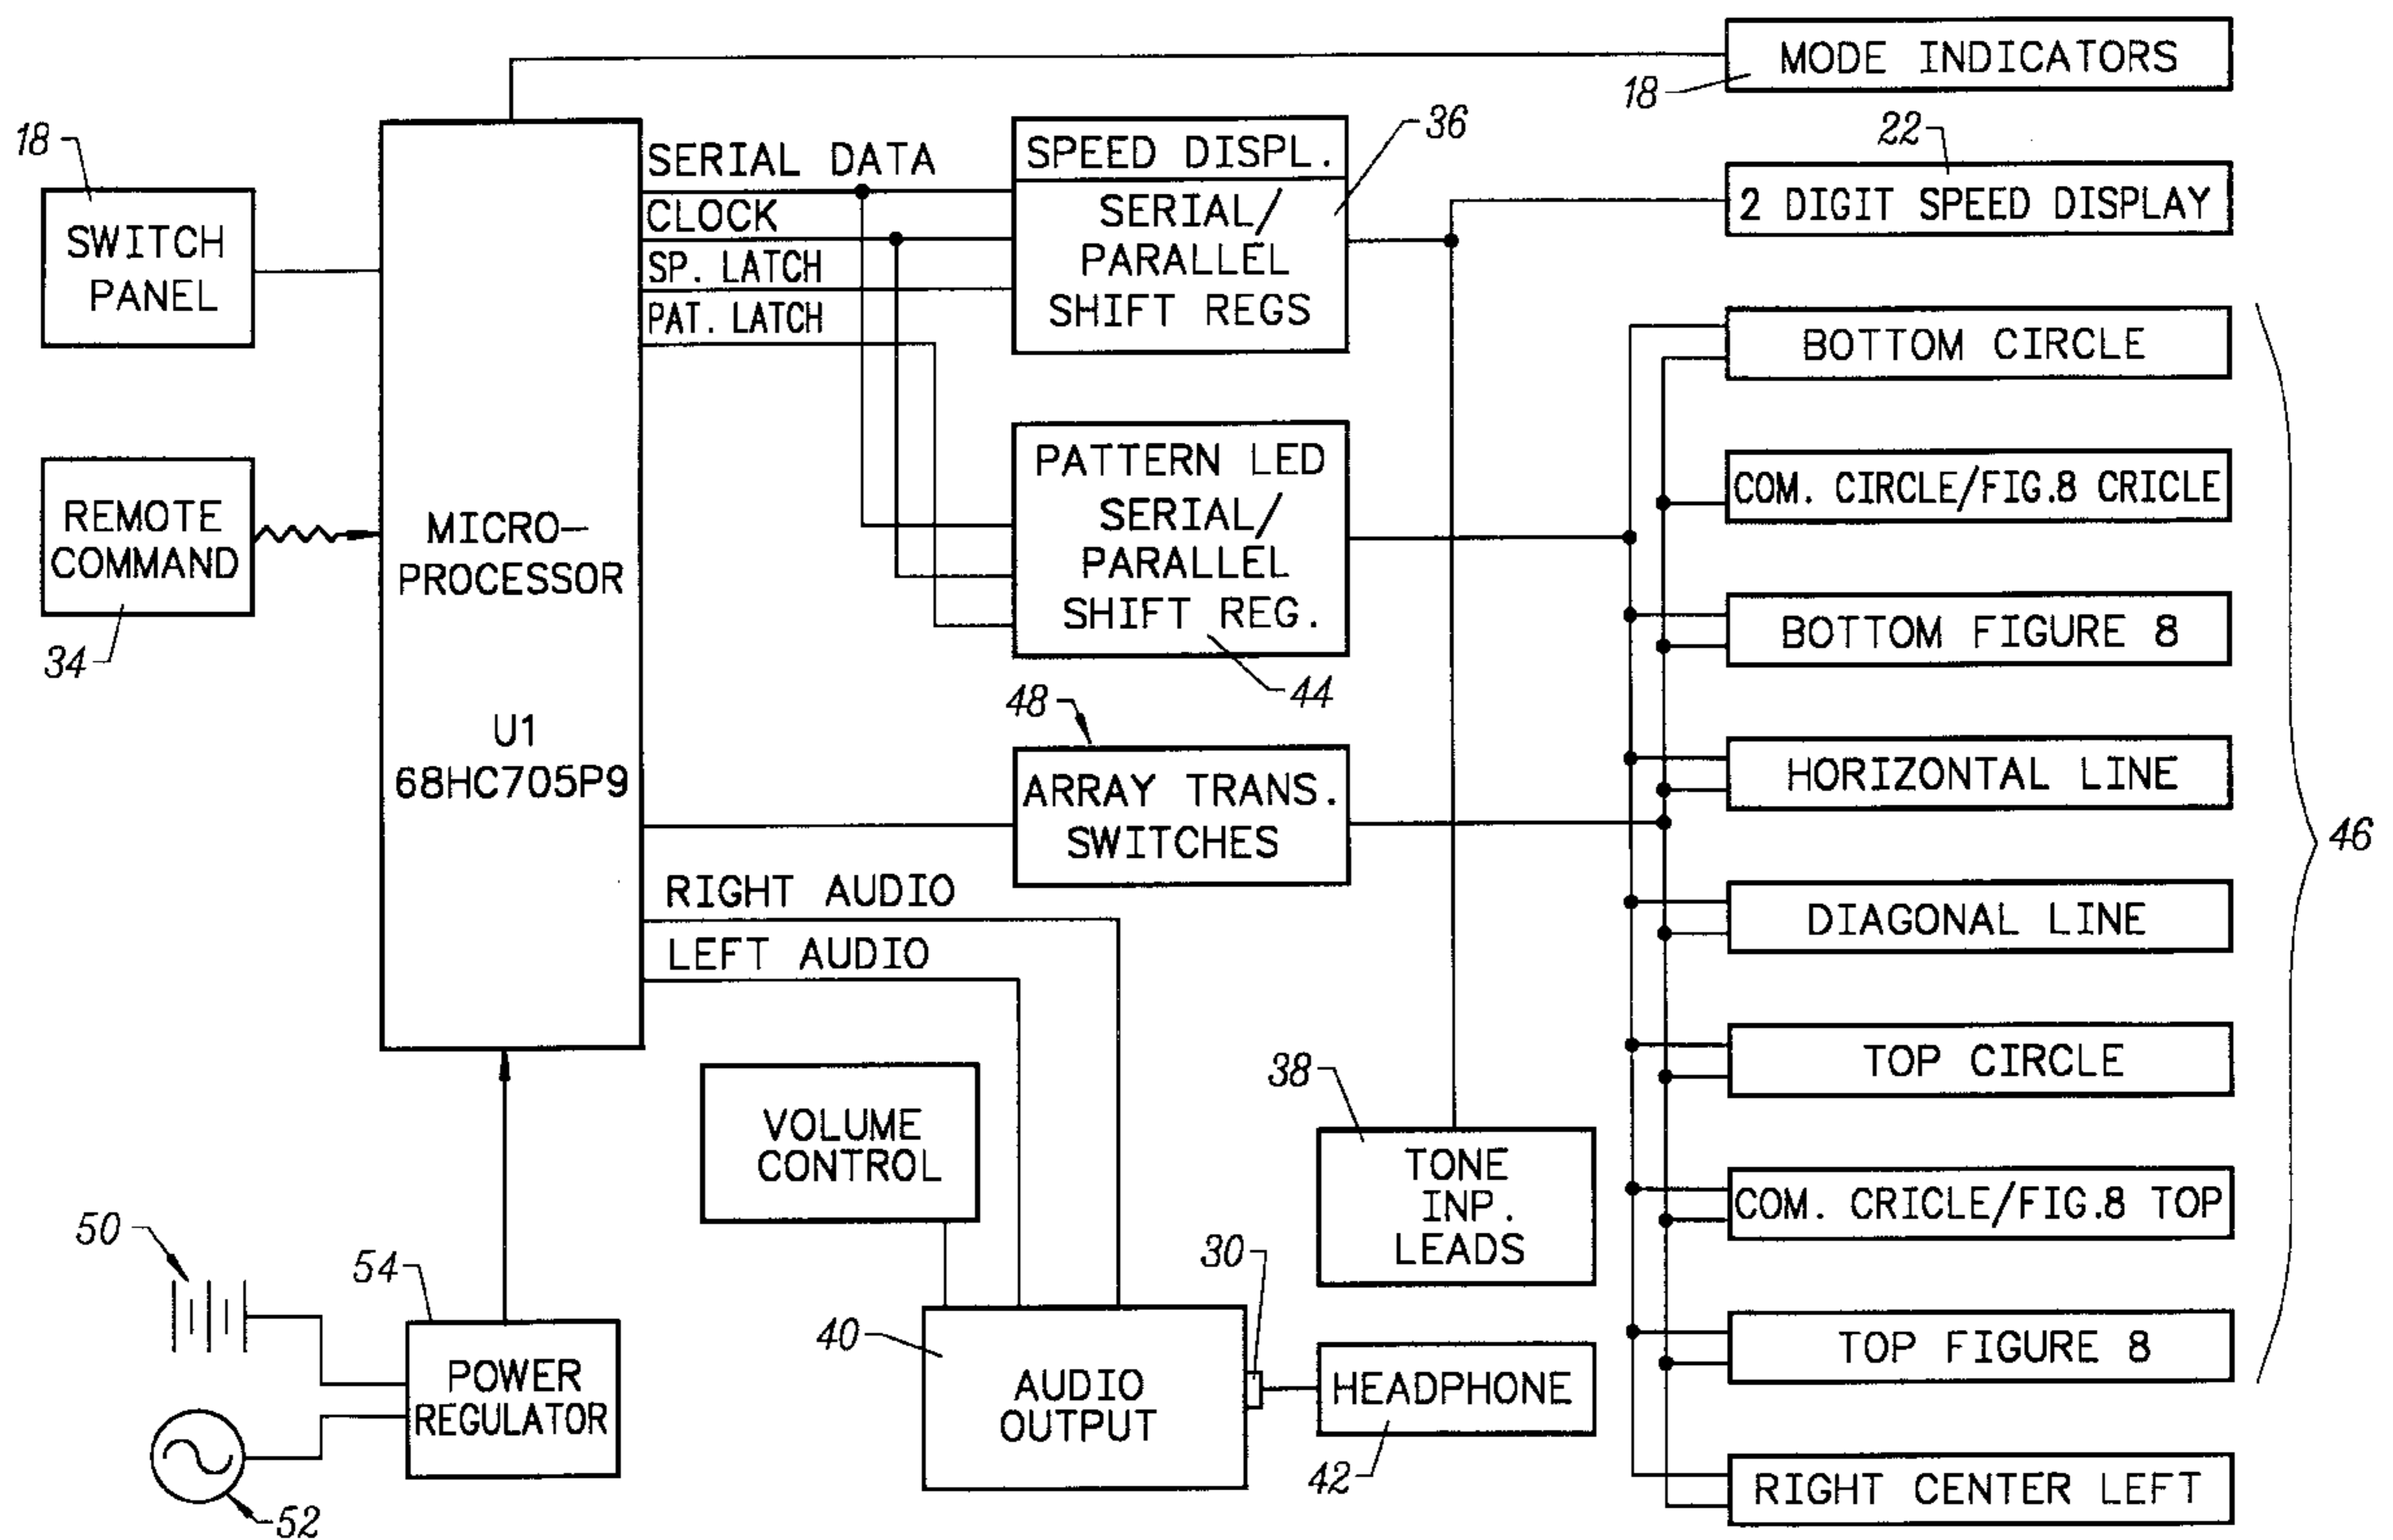 MODE INDICATORS
18
18
SWITCH
PANEL
SERIAL DATA
CLOCK
SP. LATCH
PAT. LATCH
SPEED DISPL.
SERIAL/
PARALLEL
SHIFT REGS
36
22
2 DIGIT SPEED DISPLAY
BOTTOM CIRCLE
REMOTE
COMMAND
34
MICRO-
PROCESSOR
U1
68HC705P9
PATTERN LED
SERIAL/
PARALLEL
SHIFT REG.
44
COM. CIRCLE/FIG.8 CRICLE
BOTTOM FIGURE 8
48
ARRAY TRANS.
SWITCHES
HORIZONTAL LINE
46
RIGHT AUDIO
LEFT AUDIO
DIAGONAL LINE
TOP CIRCLE
VOLUME
CONTROL
38
TONE
INP.
LEADS
COM. CRICLE/FIG.8 TOP
50
54
POWER
REGULATOR
52
40
AUDIO
OUTPUT
30
HEADPHONE
42
TOP FIGURE 8
RIGHT CENTER LEFT